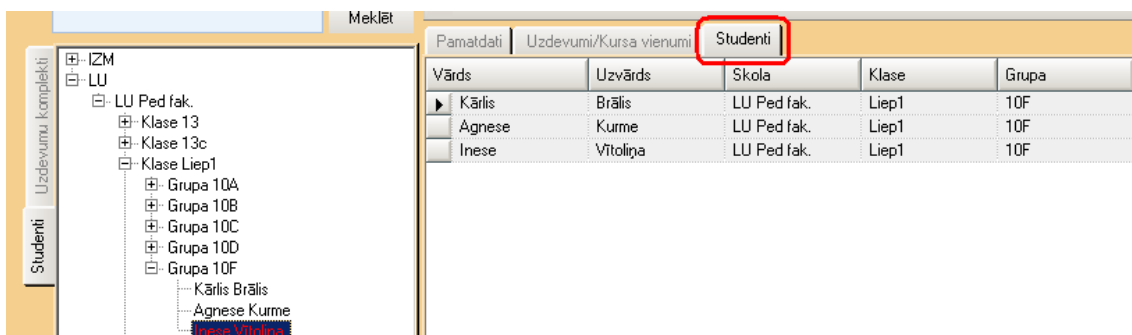 Meklēt
Uzdevumu komplekti
Studenti
IZM
LU
LU Ped fak.
Klase 13
Klase 13c
Klase Liep1
Grupa 10A
Grupa 10B
Grupa 10C
Grupa 10D
Grupa 10F
Kārlis Brālis
Agnese Kurme
Inese Vītoliņa
Pamatdati Uzdevumi/Kursa vienumi Studenti
Vārds Uzvārds Skola Klase Grupa
Kārlis Brālis LU Ped fak. Liep1 10F
Agnese Kurme LU Ped fak. Liep1 10F
Inese Vītoliņa LU Ped fak. Liep1 10F